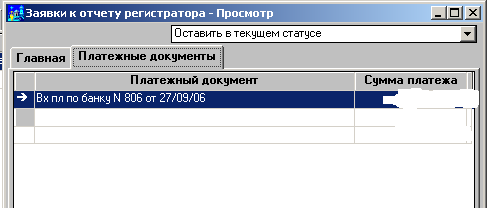 Заявки к отчету регистратора - Просмотр
Оставить в текущем статусе
Главная Платежные документы
Платежный документ Сумма платежа
Вх пл по банку N 806 от 27/09/06